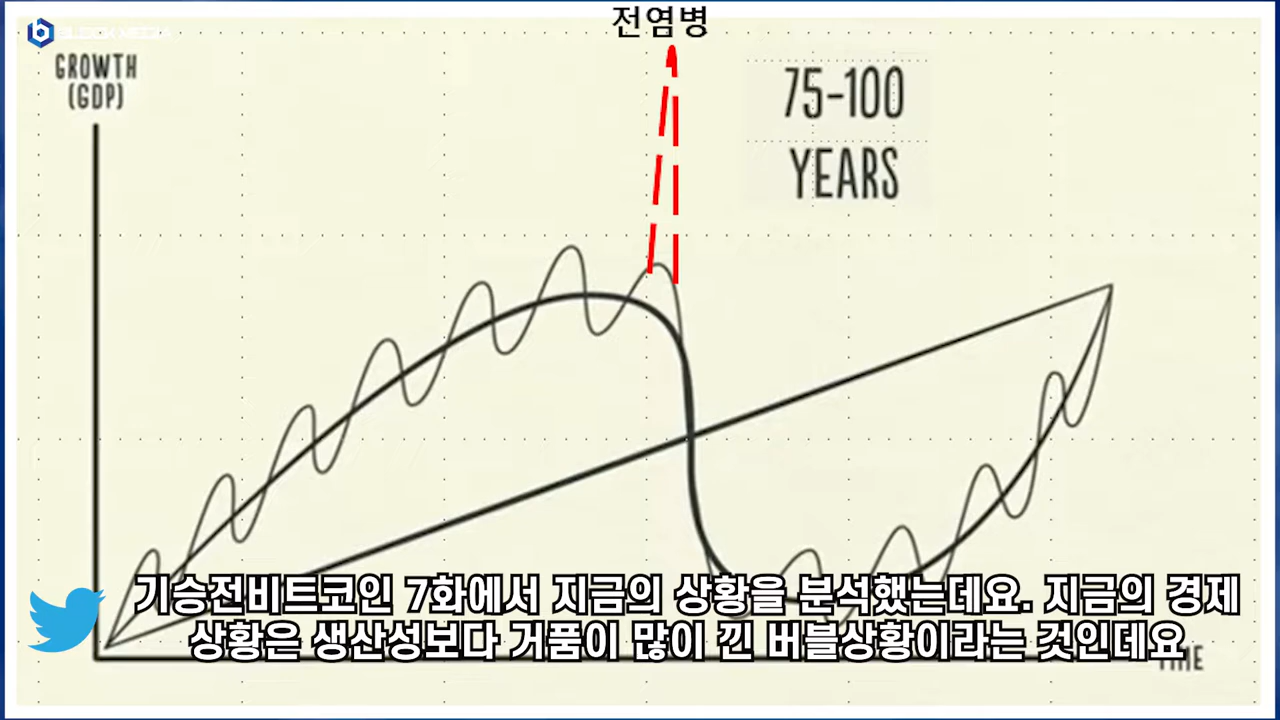 BLOCK MEDIA
전염병
GROWTH
(GDP)
75-100
YEARS
기승전비트코인 7화에서 지금의 상황을 분석했는데요. 지금의 경제
상황은 생산성보다 거품이 많이 낀 버블상황이라는 것인데요
TIME